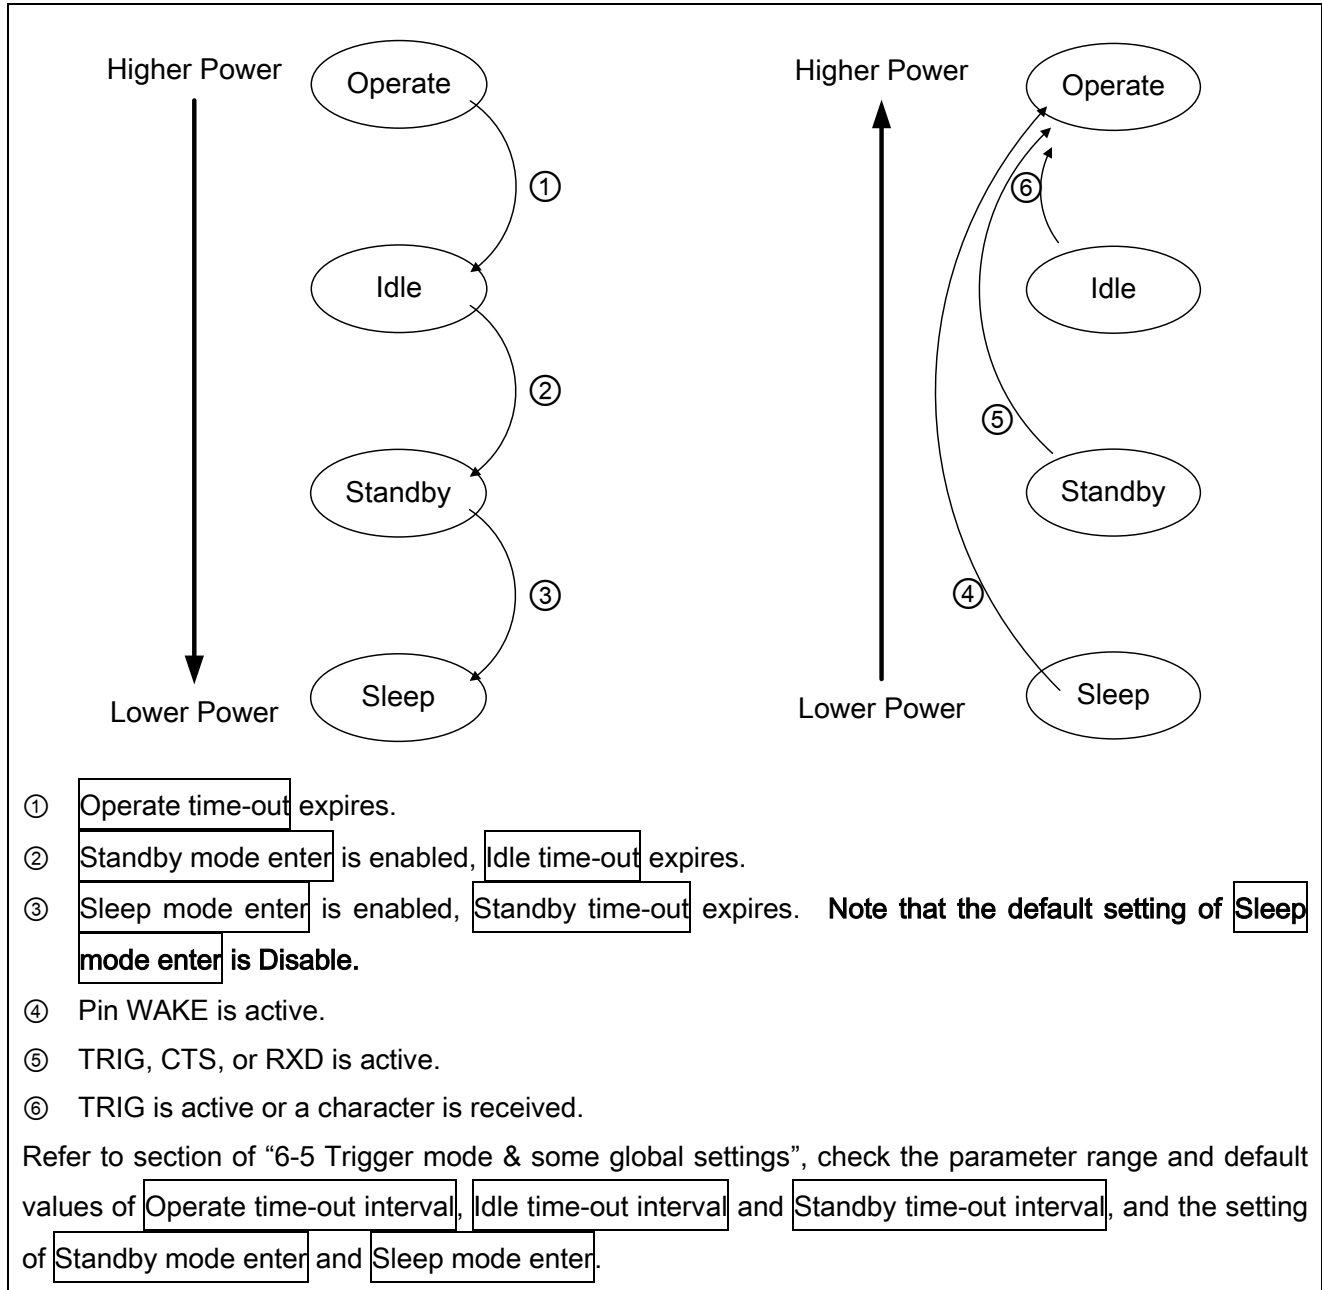 Higher Power
Operate
①
Idle
②
Standby
③
Sleep
Lower Power
Higher Power
Operate
⑥
Idle
⑤
Standby
④
Sleep
Lower Power
① Operate time-out expires.
② Standby mode enter is enabled, Idle time-out expires.
③ Sleep mode enter is enabled, Standby time-out expires. Note that the default setting of Sleep
mode enter is Disable.
④ Pin WAKE is active.
⑤ TRIG, CTS, or RXD is active.
⑥ TRIG is active or a character is received.
Refer to section of “6-5 Trigger mode & some global settings”, check the parameter range and default
values of Operate time-out interval, Idle time-out interval and Standby time-out interval, and the setting
of Standby mode enter and Sleep mode enter.